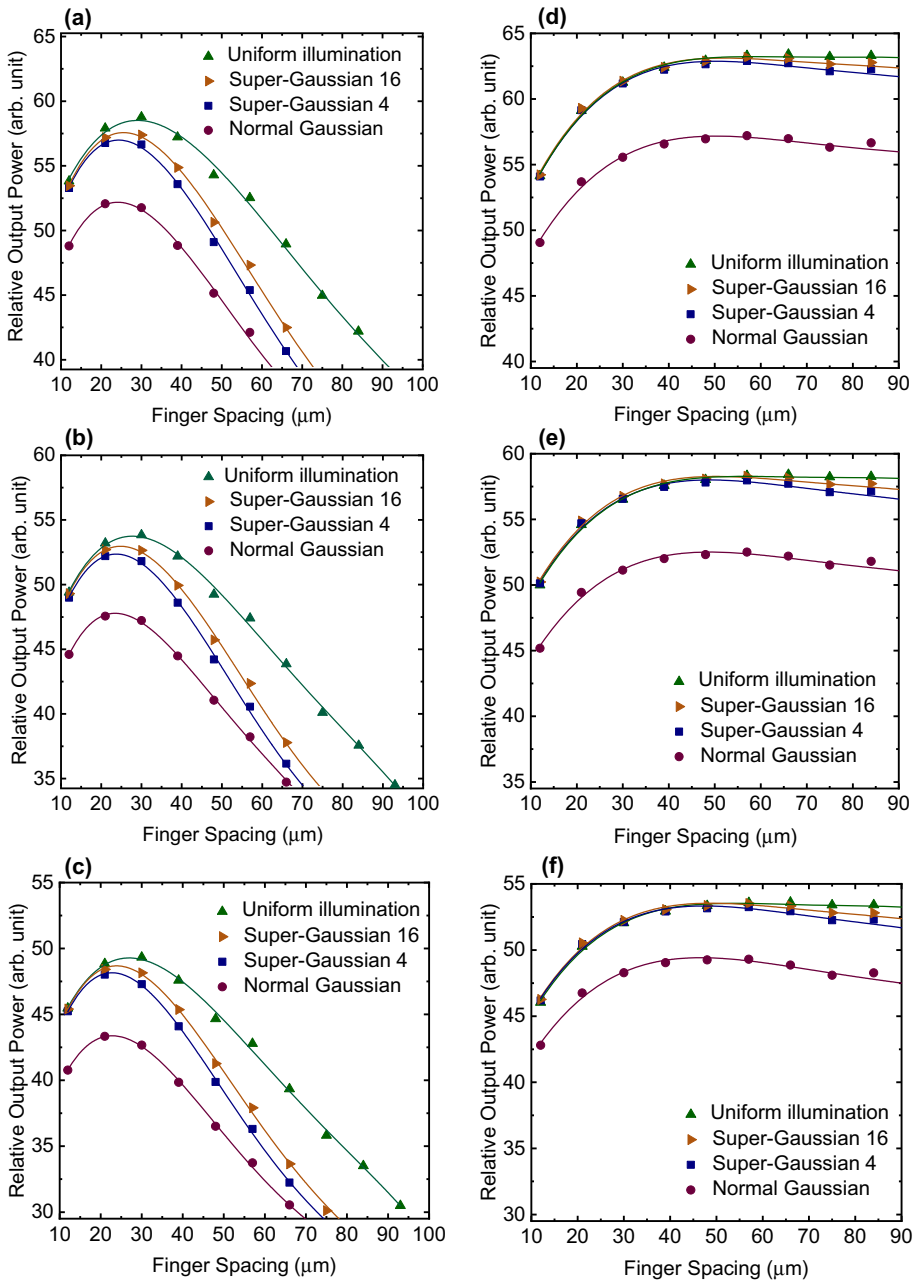 (a)
65
60
55
50
45
40
Relative Output Power (arb. unit)
Uniform illumination
Super-Gaussian 16
Super-Gaussian 4
Normal Gaussian
10 20 30 40 50 60 70 80 90 100
Finger Spacing (μm)
(d)
65
60
55
50
45
40
Relative Output Power (arb. unit)
Uniform illumination
Super-Gaussian 16
Super-Gaussian 4
Normal Gaussian
10 20 30 40 50 60 70 80 90
Finger Spacing (μm)
(b)
60
55
50
45
40
35
Relative Output Power (arb. unit)
Uniform illumination
Super-Gaussian 16
Super-Gaussian 4
Normal Gaussian
10 20 30 40 50 60 70 80 90 100
Finger Spacing (μm)
(e)
60
55
50
45
40
35
Relative Output Power (arb. unit)
Uniform illumination
Super-Gaussian 16
Super-Gaussian 4
Normal Gaussian
10 20 30 40 50 60 70 80 90
Finger Spacing (μm)
(c)
55
50
45
40
35
30
Relative Output Power (arb. unit)
Uniform illumination
Super-Gaussian 16
Super-Gaussian 4
Normal Gaussian
10 20 30 40 50 60 70 80 90 100
Finger Spacing (μm)
(f)
55
50
45
40
35
30
Relative Output Power (arb. unit)
Uniform illumination
Super-Gaussian 16
Super-Gaussian 4
Normal Gaussian
10 20 30 40 50 60 70 80 90
Finger Spacing (μm)